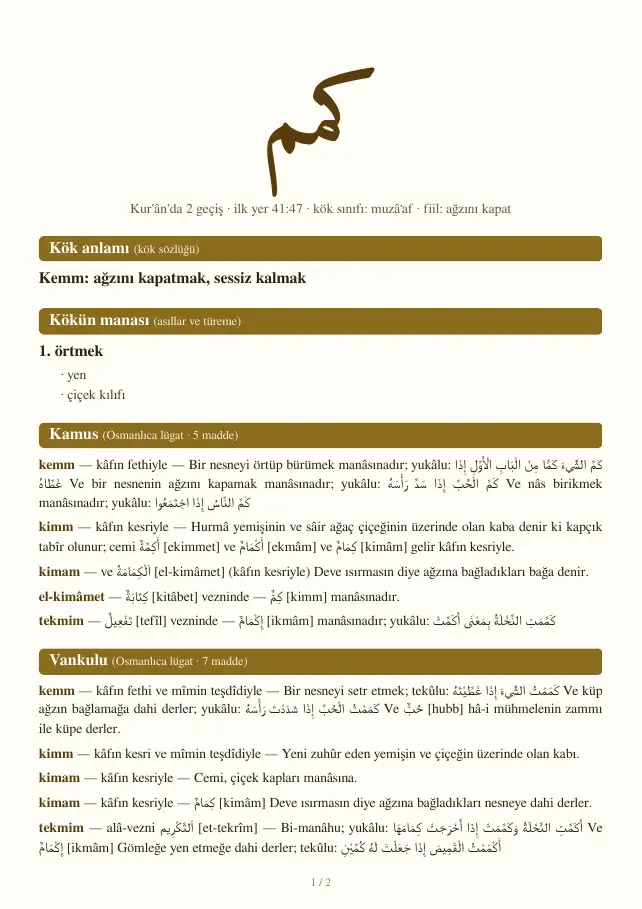 كمم
Kur'ân'da 2 geçiş · ilk yer 41:47 · kök sınıfı: muzâ'af · fiil: ağzını kapat
Kök anlamı (kök sözlüğü)
Kemm: ağzını kapatmak, sessiz kalmak
Kökün manası (asıllar ve türeme)
1. örtmek
· yen
· çiçek kılıfı
Kamus (Osmanlıca lügat · 5 madde)
kemm — kâfın fethiyle — Bir nesneyi örtüp bürümek manâsınadır; yukâlu: كَمَّ الشَّيءَ كَمًّا مِنَ الْبَابِ الْأَوَّلِ إِذَا
غَطَّاهُ Ve bir nesnenin ağzını kapamak manâsınadır; yukâlu: كَمَّ الْحُبَّ إِذَا سَدَّ رَأْسَهُ Ve nâs birikmek
manâsınadır; yukâlu: كَمَّ النَّاسُ إِذَا اجْتَمَعُوا
kimm — kâfın kesriyle — Hurmâ yemişinin ve sâir ağaç çiçeğinin üzerinde olan kaba denir ki kapçık
tabîr olunur; cemi أَكِمَّةٌ [ekimmet] ve أَكْمَامٌ [ekmâm] ve كِمَامٌ [kimâm] gelir kâfın kesriyle.
kimam — ve اَلْكِمَامَةُ [el-kimâmet] (kâfın kesriyle) Deve ısırmasın diye ağzına bağladıkları bağa denir.
el-kimâmet — كِتَابَةٌ [kitâbet] vezninde — كِمٌّ [kimm] manâsınadır.
tekmim — تَفْعِيلٌ [tefîl] vezninde — إِكْمَامٌ [ikmâm] manâsınadır; yukâlu: كَمَّمَتِ النَّخْلَةُ بِمَعْنَى أَكَمَّتْ
Vankulu (Osmanlıca lügat · 7 madde)
kemm — kâfın fethi ve mîmin teşdîdiyle — Bir nesneyi setr etmek; tekûlu: كَمَمْتُ الشَّيءَ إِذَا غَطَّيْتَهُ Ve küp
ağzın bağlamağa dahi derler; yukâlu: كَمَمْتُ الْحُبَّ إِذَا شَدَدْتَ رَأْسَهُ Ve حُبٌّ [hubb] hâ-i mühmelenin zammı
ile küpe derler.
kimm — kâfın kesri ve mîmin teşdîdiyle — Yeni zuhûr eden yemişin ve çiçeğin üzerinde olan kabı.
kimam — kâfın kesriyle — Cemi, çiçek kapları manâsına.
kimam — kâfın kesriyle — كِمَامٌ [kimâm] Deve ısırmasın diye ağzına bağladıkları nesneye dahi derler.
tekmim — alâ-vezni اَلتَّكْرِيمِ [et-tekrîm] — Bi-manâhu; yukâlu: أَكَمَّتِ النَّخْلَةُ وَكَمَّمَتْ إِذَا أَخْرَجَتْ كِمَامَهَا Ve
إِكْمَامٌ [ikmâm] Gömleğe yen etmeğe dahi derler; tekûlu: أَكْمَمْتُ الْقَمِيصَ إِذَا جَعَلْتَ لَهُ كُمَّيْنِ
1 / 2